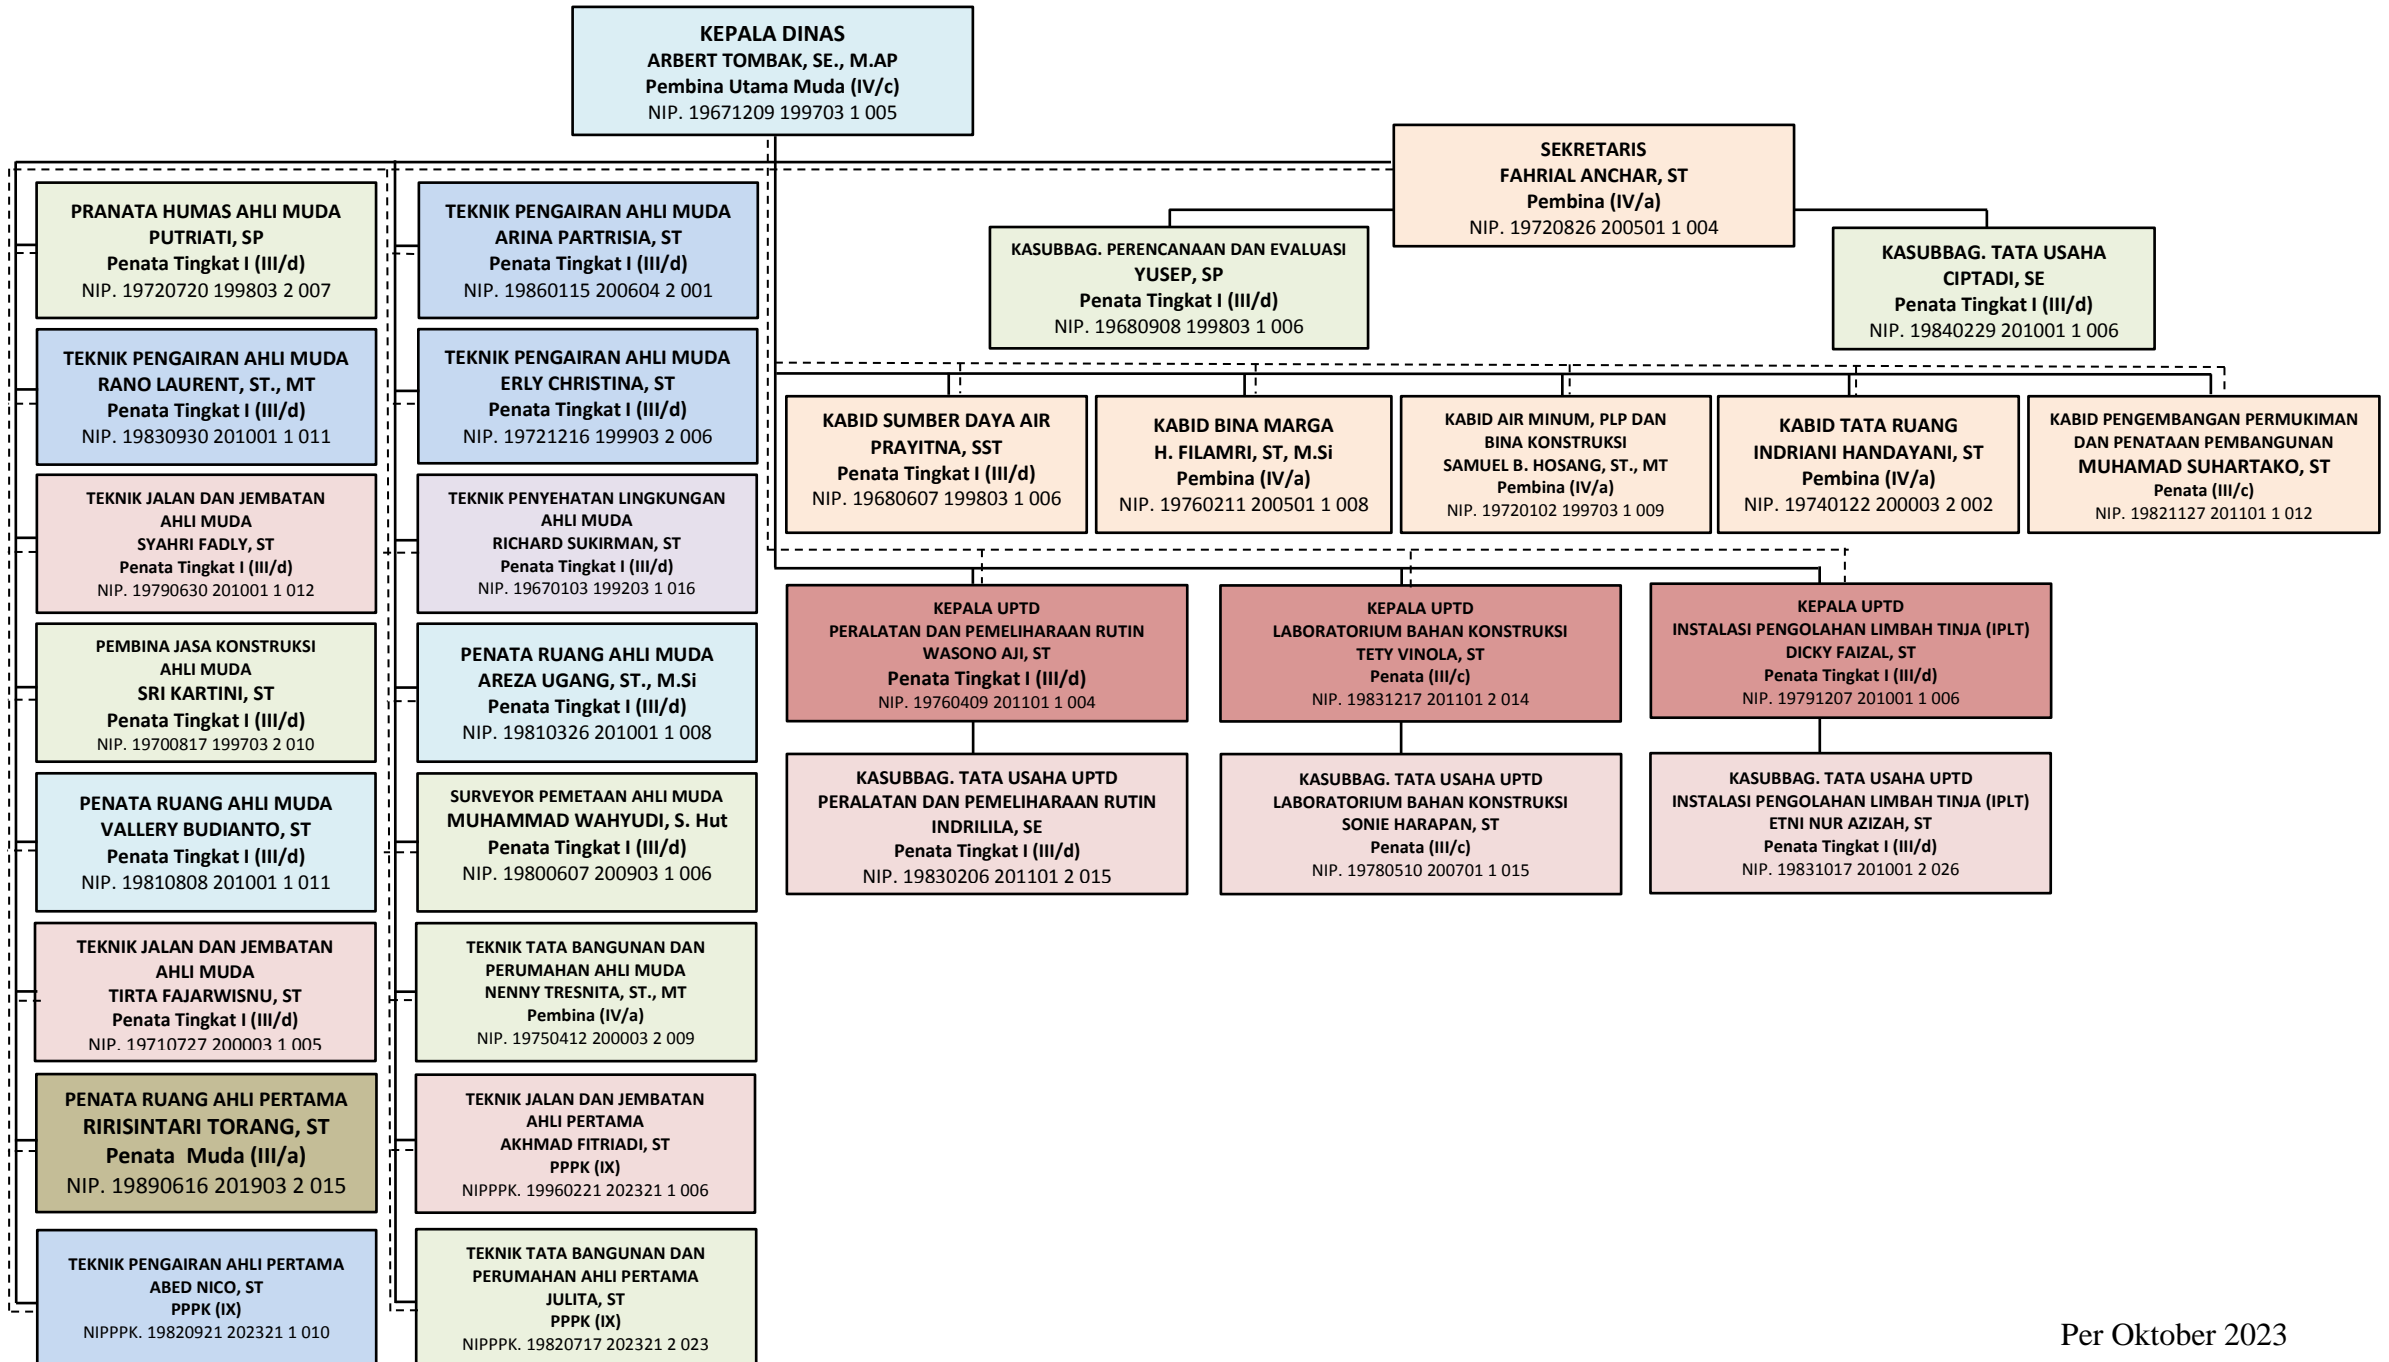 KEPALA DINAS
ARBERT TOMBAK, SE., M.AP
Pembina Utama Muda (IV/c)
NIP. 19671209 199703 1 005
SEKRETARIS
FAHRIAL ANCHAR, ST
Pembina (IV/a)
NIP. 19720826 200501 1 004
KASUBBAG. PERENCANAAN DAN EVALUASI
YUSEP, SP
Penata Tingkat I (III/d)
NIP. 19680908 199803 1 006
KASUBBAG. TATA USAHA
CIPTADI, SE
Penata Tingkat I (III/d)
NIP. 19840229 201001 1 006
PRANATA HUMAS AHLI MUDA
PUTRIATI, SP
Penata Tingkat I (III/d)
NIP. 19720720 199803 2 007
TEKNIK PENGAIRAN AHLI MUDA
ARINA PARTRISIA, ST
Penata Tingkat I (III/d)
NIP. 19860115 200604 2 001
TEKNIK PENGAIRAN AHLI MUDA
RANO LAURENT, ST., MT
Penata Tingkat I (III/d)
NIP. 19830930 201001 1 011
TEKNIK PENGAIRAN AHLI MUDA
ERLY CHRISTINA, ST
Penata Tingkat I (III/d)
NIP. 19721216 199903 2 006
KABID SUMBER DAYA AIR
PRAYITNA, SST
Penata Tingkat I (III/d)
NIP. 19680607 199803 1 006
KABID BINA MARGA
H. FILAMRI, ST, M.Si
Pembina (IV/a)
NIP. 19760211 200501 1 008
KABID AIR MINUM, PLP DAN
BINA KONSTRUKSI
SAMUEL B. HOSANG, ST., MT
Pembina (IV/a)
NIP. 19720102 199703 1 009
KABID TATA RUANG
INDRIANI HANDAYANI, ST
Pembina (IV/a)
NIP. 19740122 200003 2 002
KABID PENGEMBANGAN PERMUKIMAN
DAN PENATAAN PEMBANGUNAN
MUHAMAD SUHARTAKO, ST
Penata (III/c)
NIP. 19821127 201101 1 012
TEKNIK JALAN DAN JEMBATAN
AHLI MUDA
SYAHRI FADLY, ST
Penata Tingkat I (III/d)
NIP. 19790630 201001 1 012
TEKNIK PENYEHATAN LINGKUNGAN
AHLI MUDA
RICHARD SUKIRMAN, ST
Penata Tingkat I (III/d)
NIP. 19670103 199203 1 016
KEPALA UPTD
PERALATAN DAN PEMELIHARAAN RUTIN
WASONO AJI, ST
Penata Tingkat I (III/d)
NIP. 19760409 201101 1 004
KEPALA UPTD
LABORATORIUM BAHAN KONSTRUKSI
TETY VINOLA, ST
Penata (III/c)
NIP. 19831217 201101 2 014
KEPALA UPTD
INSTALASI PENGOLAHAN LIMBAH TINJA (IPLT)
DICKY FAIZAL, ST
Penata Tingkat I (III/d)
NIP. 19791207 201001 1 006
PEMBINA JASA KONSTRUKSI
AHLI MUDA
SRI KARTINI, ST
Penata Tingkat I (III/d)
NIP. 19700817 199703 2 010
PENATA RUANG AHLI MUDA
AREZA UGANG, ST., M.Si
Penata Tingkat I (III/d)
NIP. 19810326 201001 1 008
KASUBBAG. TATA USAHA UPTD
PERALATAN DAN PEMELIHARAAN RUTIN
INDRILILA, SE
Penata Tingkat I (III/d)
NIP. 19830206 201101 2 015
KASUBBAG. TATA USAHA UPTD
LABORATORIUM BAHAN KONSTRUKSI
SONIE HARAPAN, ST
Penata (III/c)
NIP. 19780510 200701 1 015
KASUBBAG. TATA USAHA UPTD
INSTALASI PENGOLAHAN LIMBAH TINJA (IPLT)
ETNI NUR AZIZAH, ST
Penata Tingkat I (III/d)
NIP. 19831017 201001 2 026
PENATA RUANG AHLI MUDA
VALLERY BUDIANTO, ST
Penata Tingkat I (III/d)
NIP. 19810808 201001 1 011
SURVEYOR PEMETAAN AHLI MUDA
MUHAMMAD WAHYUDI, S. Hut
Penata Tingkat I (III/d)
NIP. 19800607 200903 1 006
TEKNIK JALAN DAN JEMBATAN
AHLI MUDA
TIRTA FAJARWISNU, ST
Penata Tingkat I (III/d)
NIP. 19710727 200003 1 005
TEKNIK TATA BANGUNAN DAN
PERUMAHAN AHLI MUDA
NENNY TRESNITA, ST., MT
Pembina (IV/a)
NIP. 19750412 200003 2 009
PENATA RUANG AHLI PERTAMA
RIRISINTARI TORANG, ST
Penata Muda (III/a)
NIP. 19890616 201903 2 015
TEKNIK JALAN DAN JEMBATAN
AHLI PERTAMA
AKHMAD FITRIADI, ST
PPPK (IX)
NIPPPK. 19960221 202321 1 006
TEKNIK PENGAIRAN AHLI PERTAMA
ABED NICO, ST
PPPK (IX)
NIPPPK. 19820921 202321 1 010
TEKNIK TATA BANGUNAN DAN
PERUMAHAN AHLI PERTAMA
JULITA, ST
PPPK (IX)
NIPPPK. 19820717 202321 2 023
Per Oktober 2023